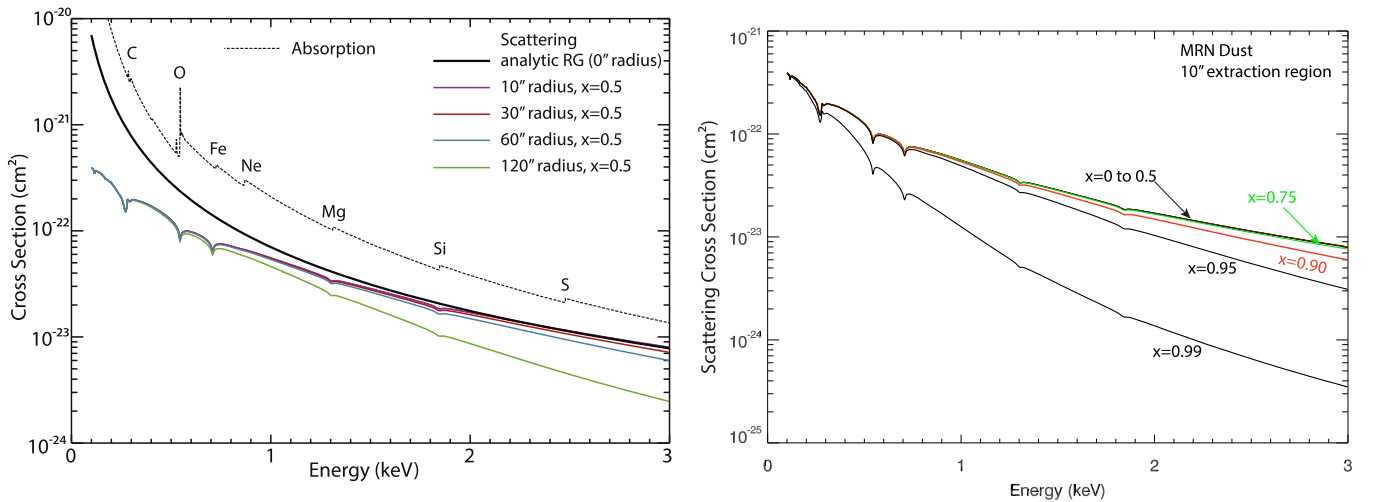 10⁻²⁰
10⁻²¹
10⁻²²
10⁻²³
10⁻²⁴
Cross Section (cm²)
C
O
Fe
Ne
Mg
Si
S
Absorption
Scattering
analytic RG (0″ radius)
10″ radius, x=0.5
30″ radius, x=0.5
60″ radius, x=0.5
120″ radius, x=0.5
0
1
2
3
Energy (keV)
10⁻²¹
10⁻²²
10⁻²³
10⁻²⁴
10⁻²⁵
Scattering Cross Section (cm²)
MRN Dust
10″ extraction region
x=0 to 0.5
x=0.75
x=0.90
x=0.95
x=0.99
0
1
2
3
Energy (keV)